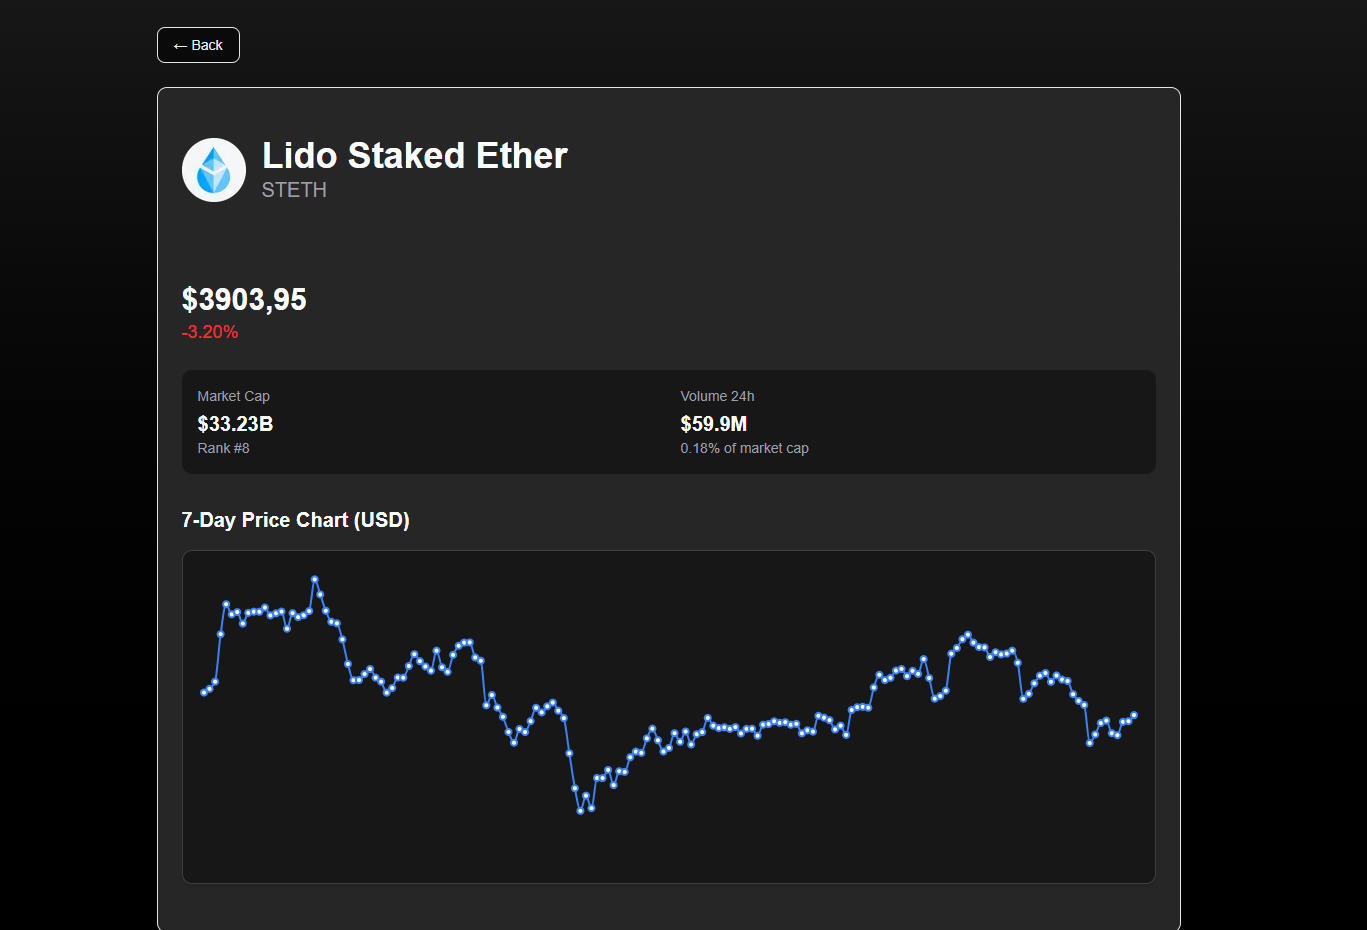 ← Back
Lido Staked Ether
STETH
$3903,95
-3.20%
Market Cap
$33.23B
Rank #8
Volume 24h
$59.9M
0.18% of market cap
7-Day Price Chart (USD)